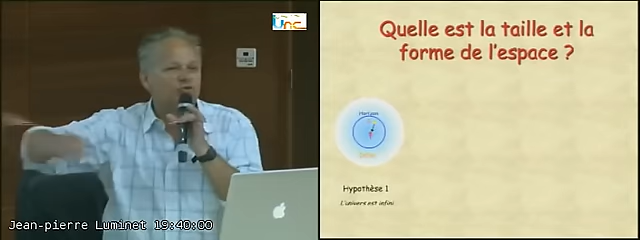 Unc
Jean-pierre Luminet 19:40:00
Quelle est la taille et la
forme de l'espace ?
Horizon
Hypothèse 1
L'univers est infini